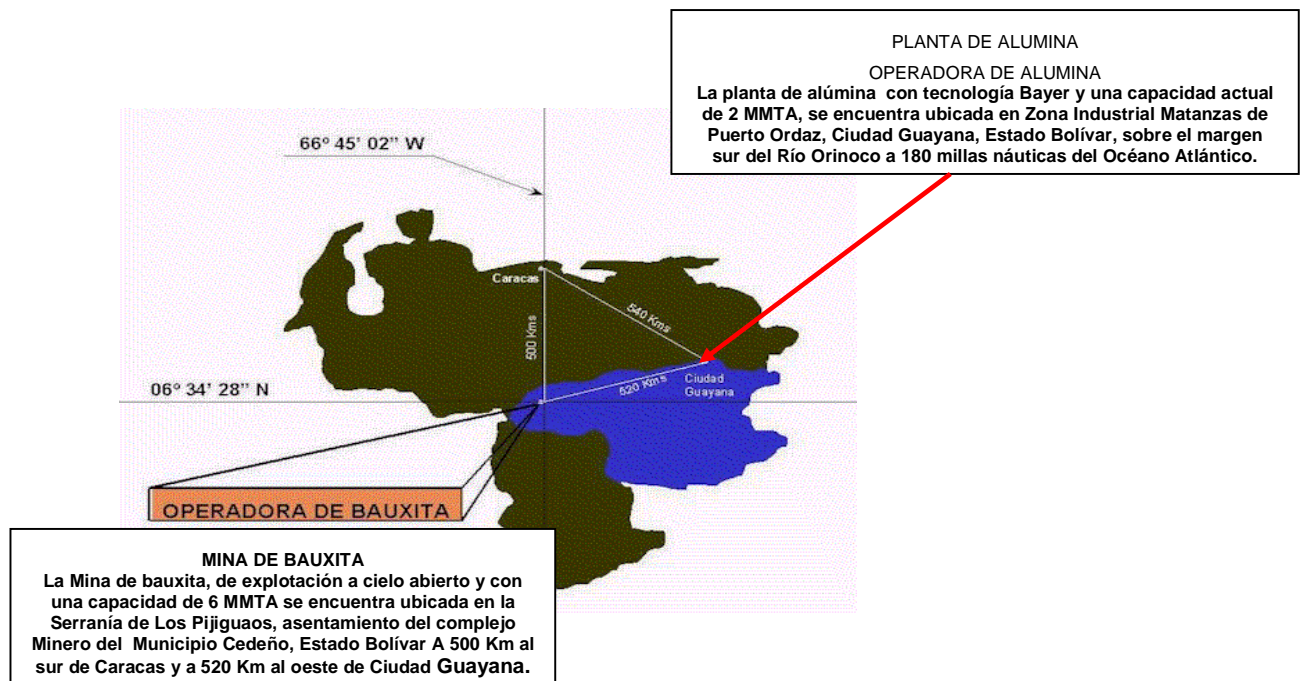 PLANTA DE ALUMINA
OPERADORA DE ALUMINA
La planta de alúmina con tecnología Bayer y una capacidad actual
de 2 MMTA, se encuentra ubicada en Zona Industrial Matanzas de
Puerto Ordaz, Ciudad Guayana, Estado Bolívar, sobre el margen
sur del Río Orinoco a 180 millas náuticas del Océano Atlántico.
66º 45’ 02” W
Caracas
540 Kms
500 Kms
Ciudad
Guayana
520 Kms
06º 34’ 28” N
OPERADORA DE BAUXITA
MINA DE BAUXITA
La Mina de bauxita, de explotación a cielo abierto y con
una capacidad de 6 MMTA se encuentra ubicada en la
Serranía de Los Pijiguaos, asentamiento del complejo
Minero del Municipio Cedeño, Estado Bolívar A 500 Km al
sur de Caracas y a 520 Km al oeste de Ciudad Guayana.